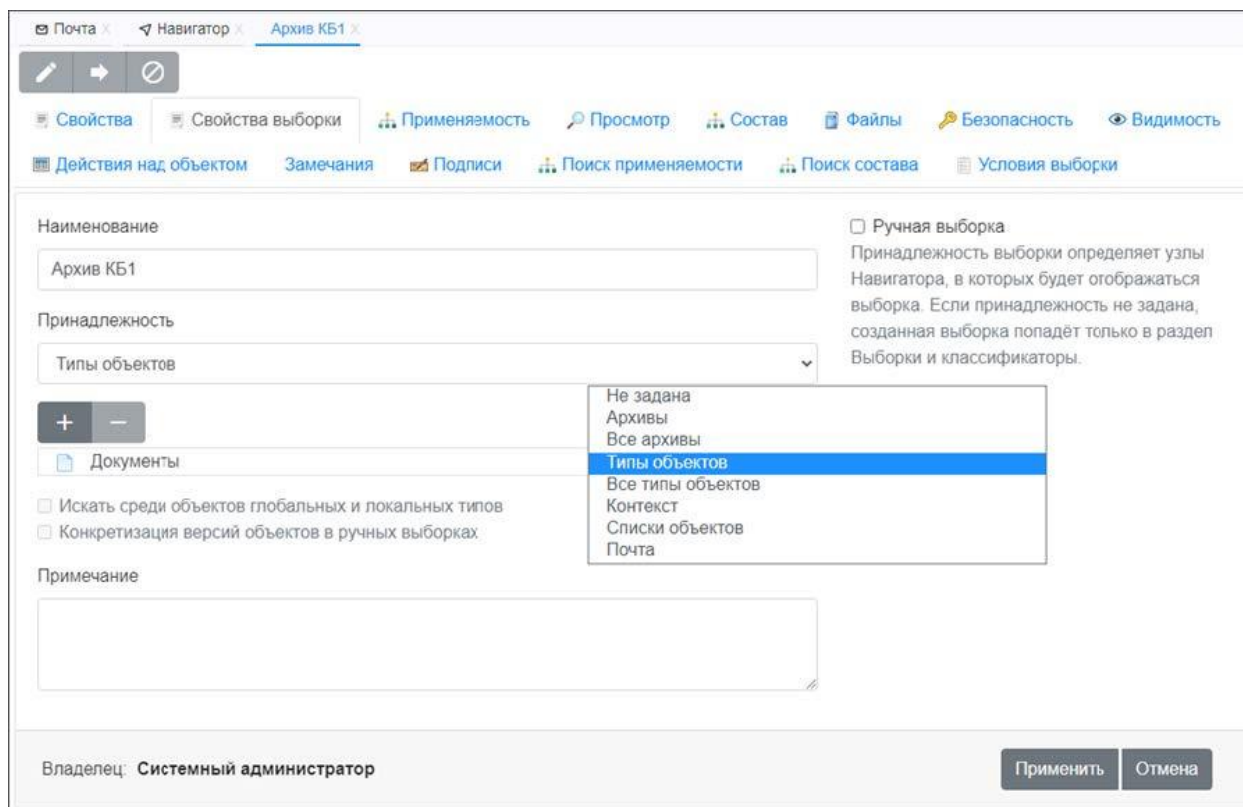 Почта X Навигатор X Архив КБ1 X
Свойства Свойства выборки Применяемость Просмотр Состав Файлы Безопасность Видимость
Действия над объектом Замечания Подписи Поиск применяемости Поиск состава Условия выборки
Наименование
Архив КБ1
Принадлежность
Типы объектов
Ручная выборка
Принадлежность выборки определяет узлы
Навигатора, в которых будет отображаться
выборка. Если принадлежность не задана,
созданная выборка попадёт только в раздел
Выборки и классификаторы.
Не задана
Архивы
Все архивы
Типы объектов
Все типы объектов
Контекст
Списки объектов
Почта
+ −
Документы
Искать среди объектов глобальных и локальных типов
Конкретизация версий объектов в ручных выборках
Примечание
Владелец: Системный администратор
Применить Отмена